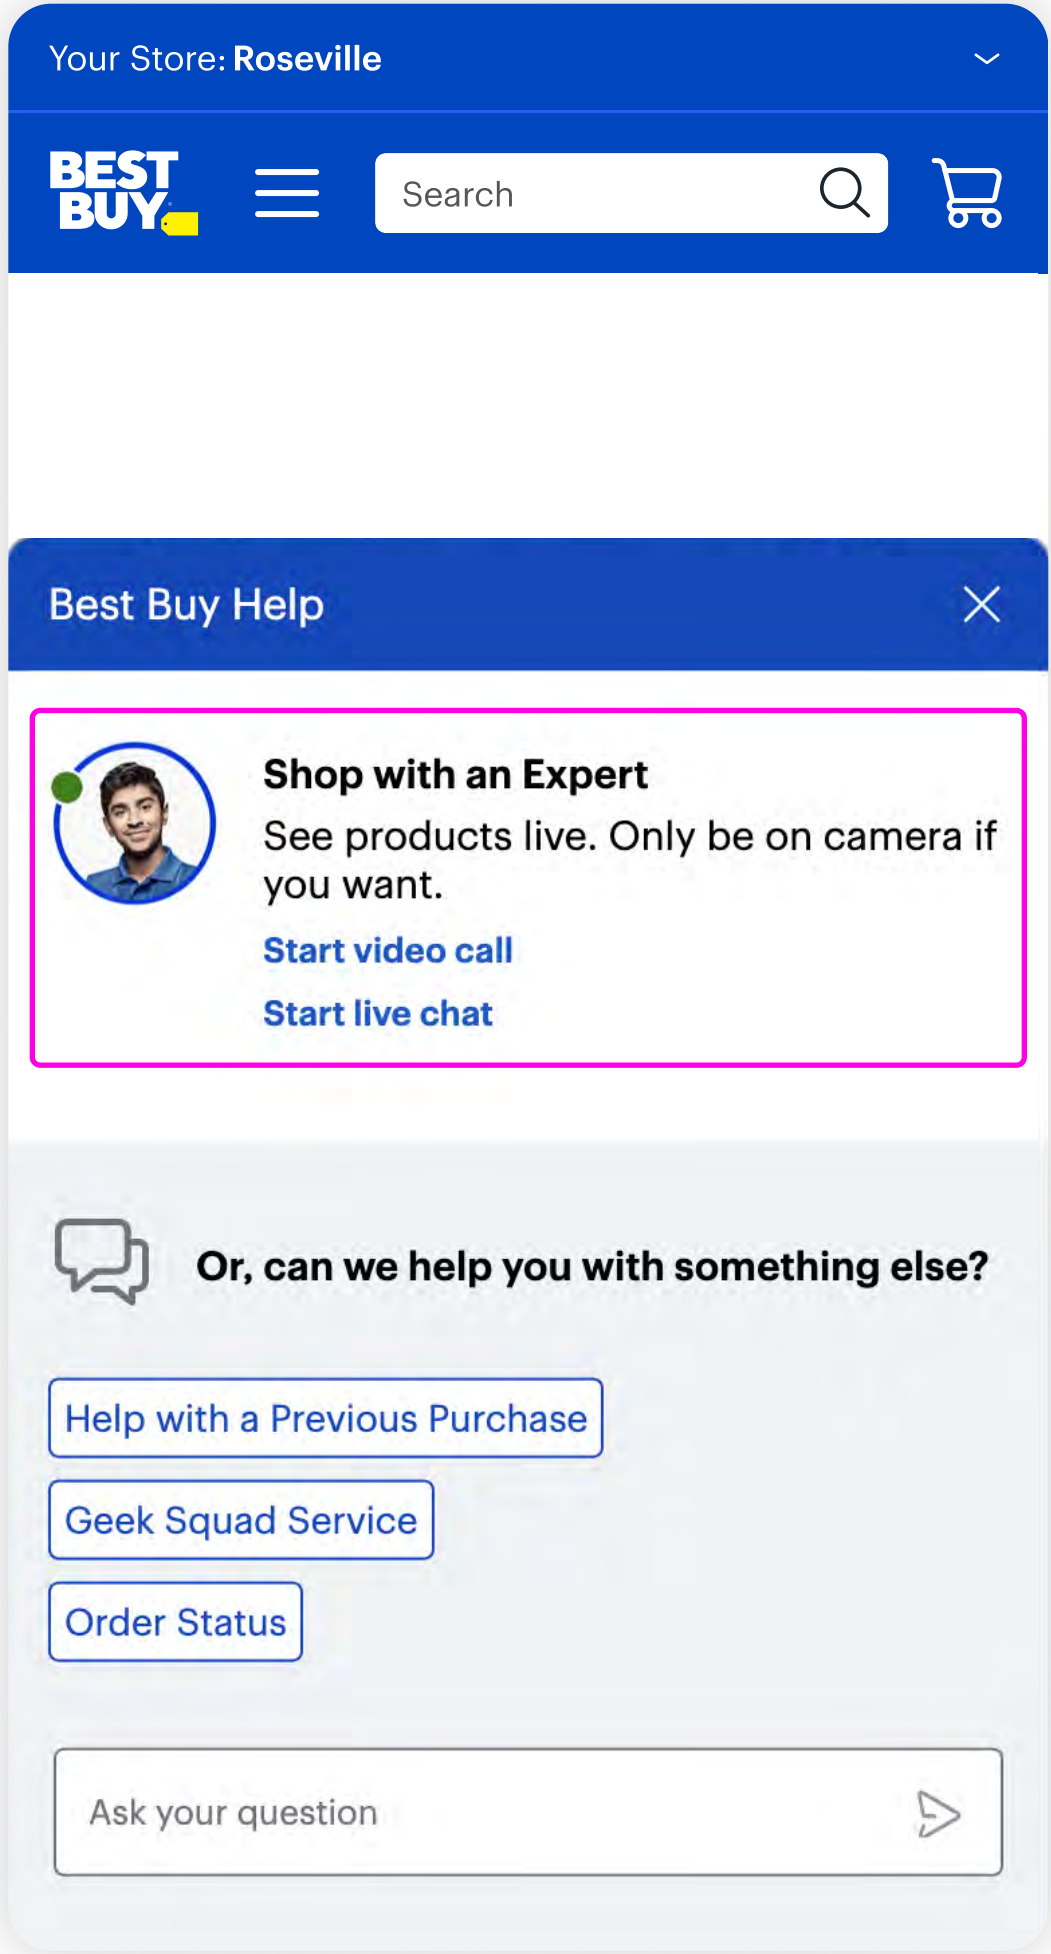 Your Store: Roseville
BEST
BUY
Search
Best Buy Help
Shop with an Expert
See products live. Only be on camera if
you want.
Start video call
Start live chat
Or, can we help you with something else?
Help with a Previous Purchase
Geek Squad Service
Order Status
Ask your question